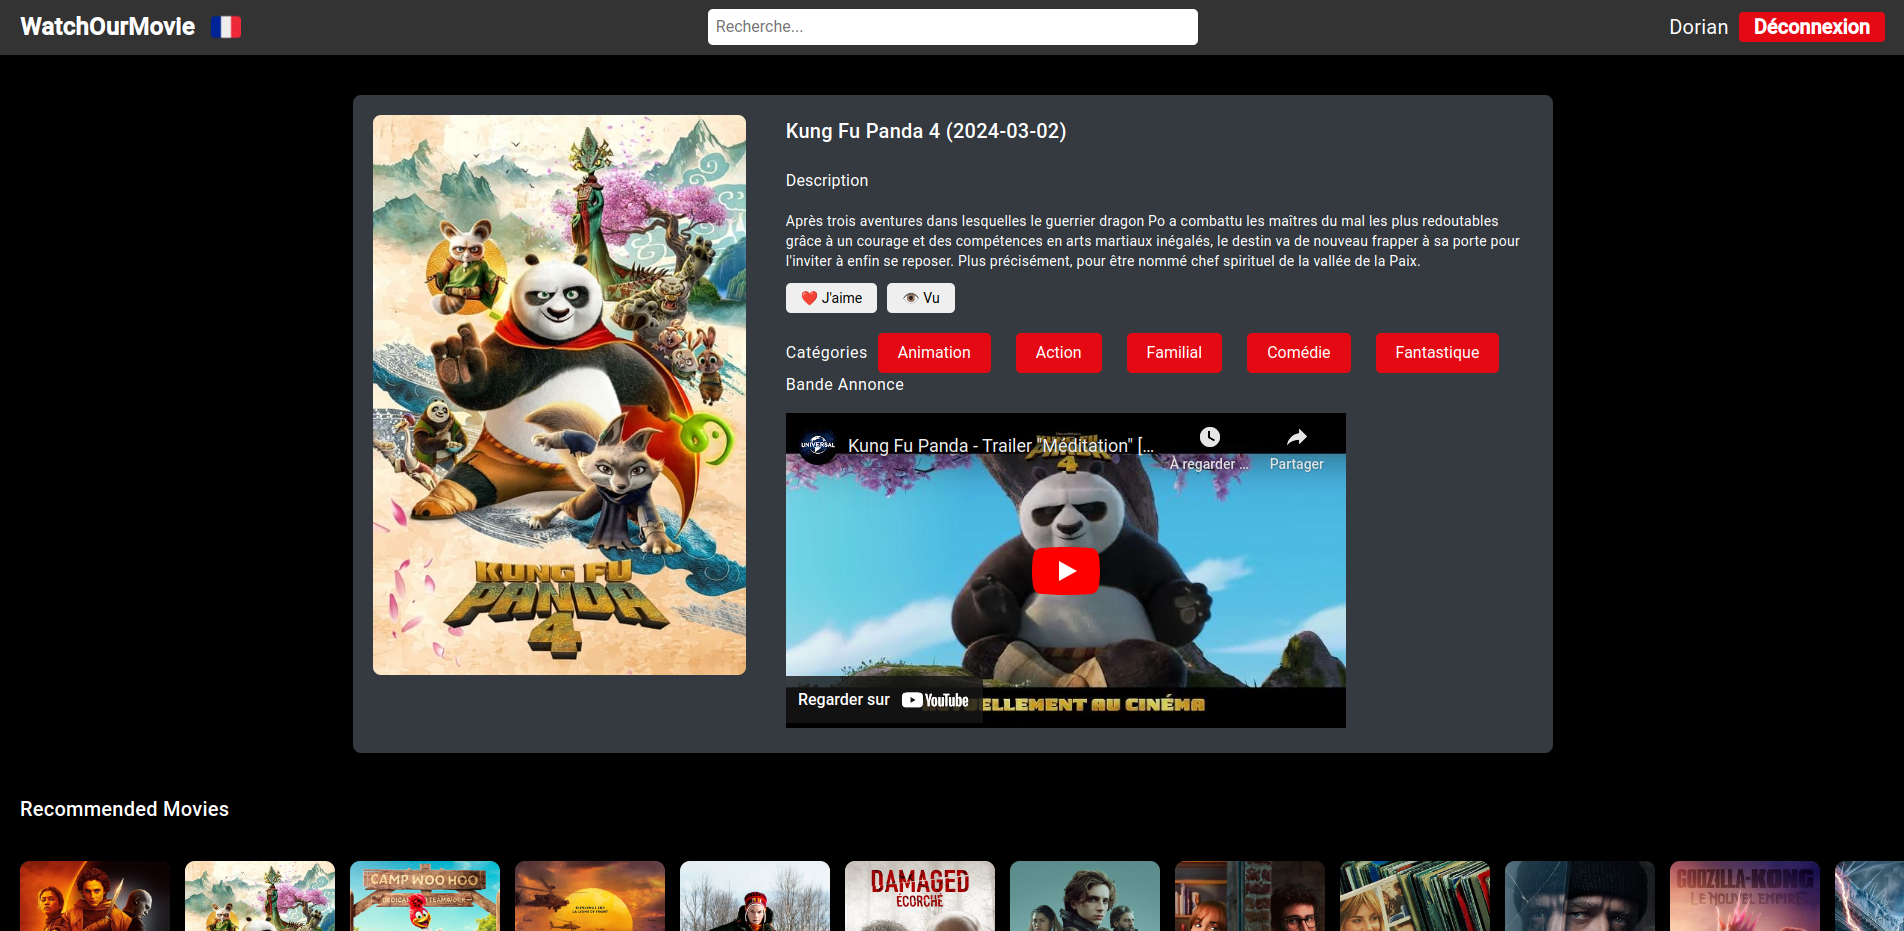 WatchOurMovie
Recherche...
Dorian
Déconnexion
KUNG FU
PANDA
4
Kung Fu Panda 4 (2024-03-02)
Description
Après trois aventures dans lesquelles le guerrier dragon Po a combattu les maîtres du mal les plus redoutables
grâce à un courage et des compétences en arts martiaux inégalés, le destin va de nouveau frapper à sa porte pour
l'inviter à enfin se reposer. Plus précisément, pour être nommé chef spirituel de la vallée de la Paix.
J'aime
Vu
Catégories Animation Action Familial Comédie Fantastique
Bande Annonce
UNIVERSAL
Kung Fu Panda - Trailer "Méditation" [...
À regarder ...
Partager
4
Regarder sur YouTube
ELLEMENT AU CINÉMA
Recommended Movies
CAMP WOO HOO
DAMAGED
ÉCORCHÉ
GODZILLA-KONG
LE NOUVEL EMPIRE